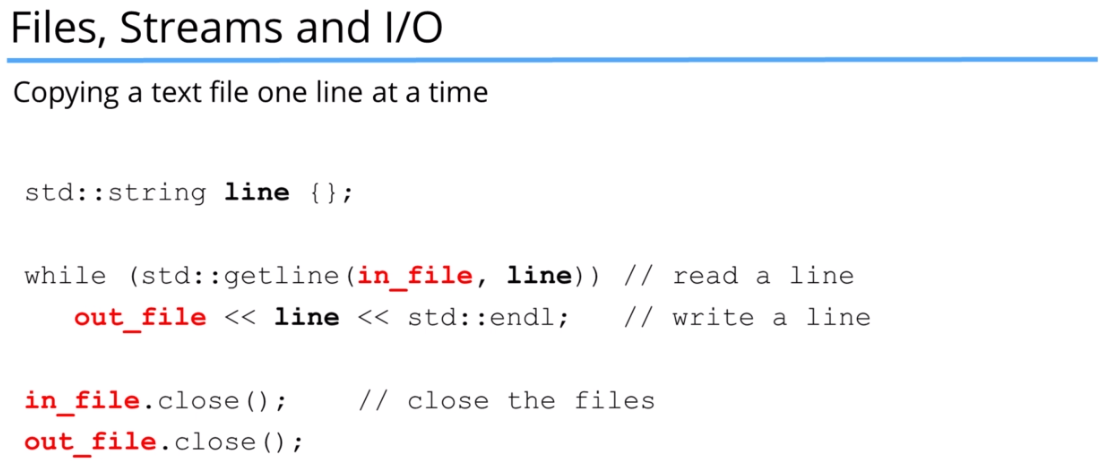 Files, Streams and I/O
Copying a text file one line at a time
std::string line {};
while (std::getline(in_file, line)) // read a line
out_file << line << std::endl; // write a line
in_file.close(); // close the files
out_file.close();